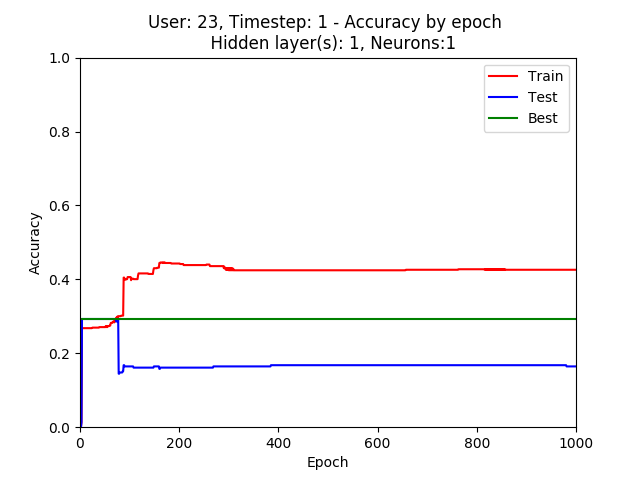 User: 23, Timestep: 1 - Accuracy by epoch
Hidden layer(s): 1, Neurons:1
1.0
0.8
0.6
0.4
0.2
0.0
Accuracy
Train
Test
Best
0 200 400 600 800 1000
Epoch